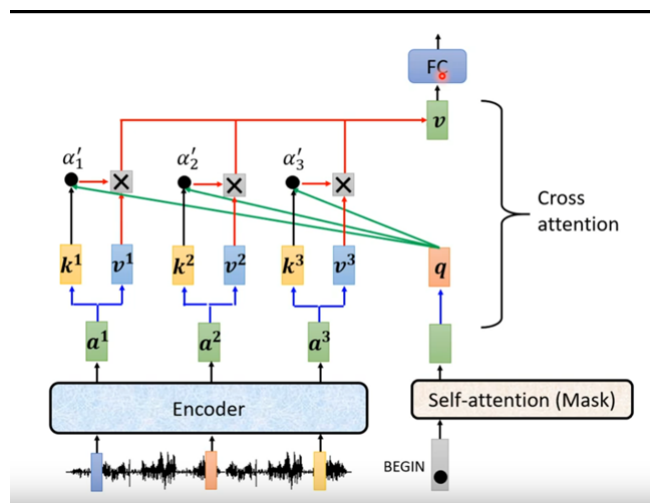 FC
v
α′₁
α′₂
α′₃
Cross
attention
k¹ v¹ k² v² k³ v³ q
a¹ a² a³
Encoder
Self-attention (Mask)
BEGIN